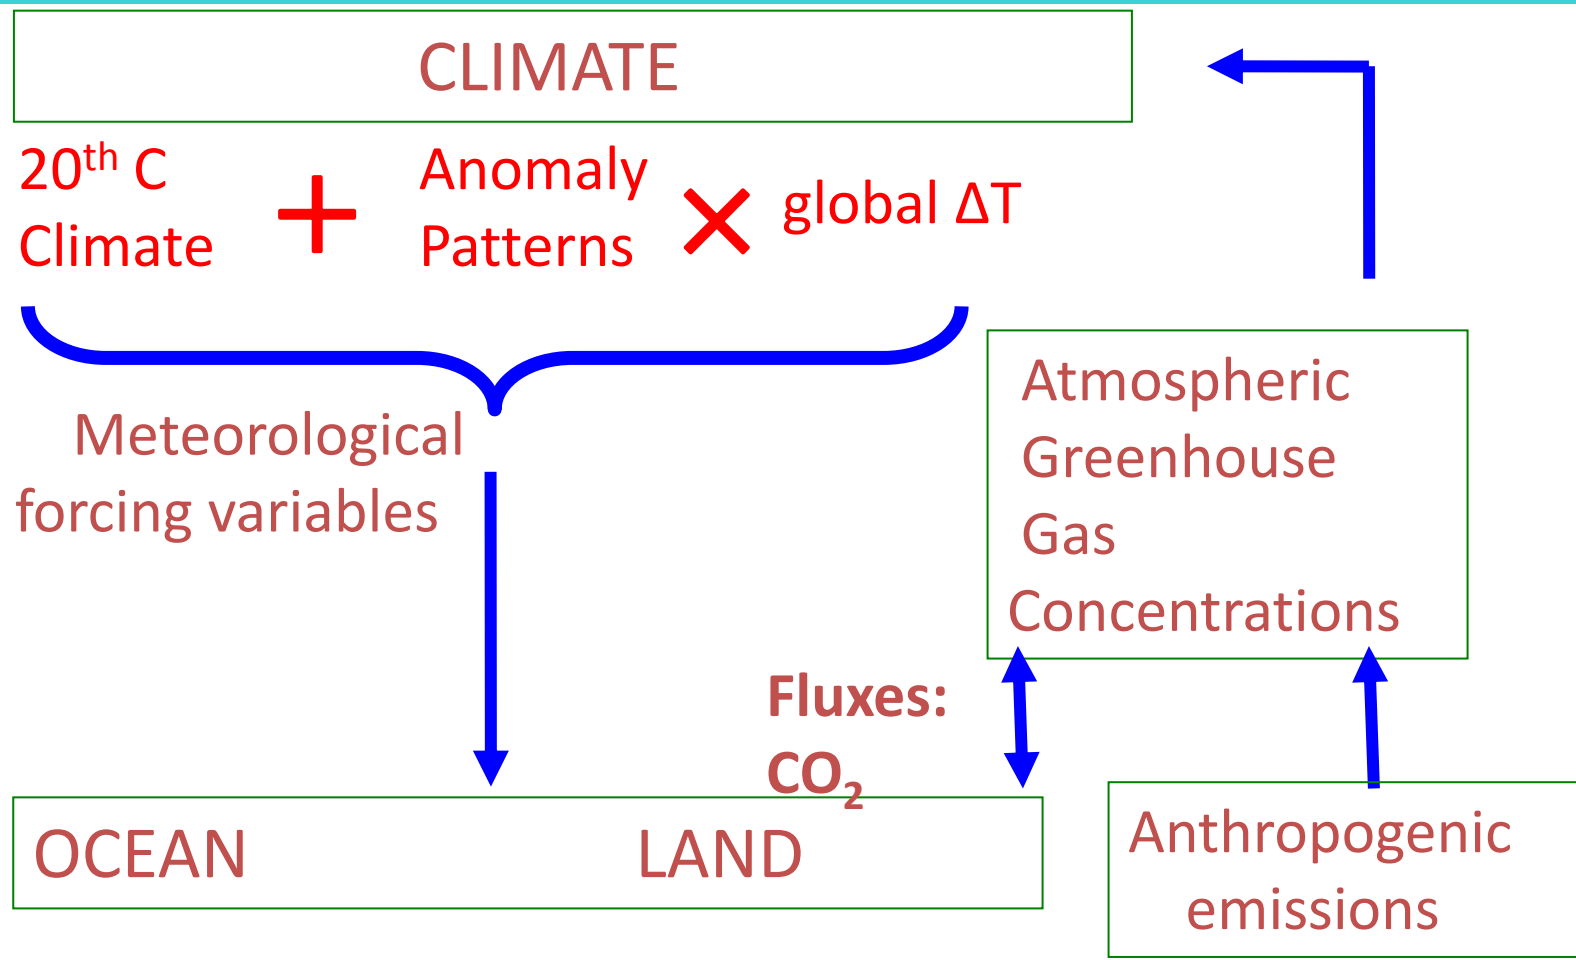 CLIMATE
20th C
Climate
+
Anomaly
Patterns
×
global ΔT
Meteorological
forcing variables
Atmospheric
Greenhouse
Gas
Concentrations
Fluxes:
CO₂
OCEAN
LAND
Anthropogenic
emissions